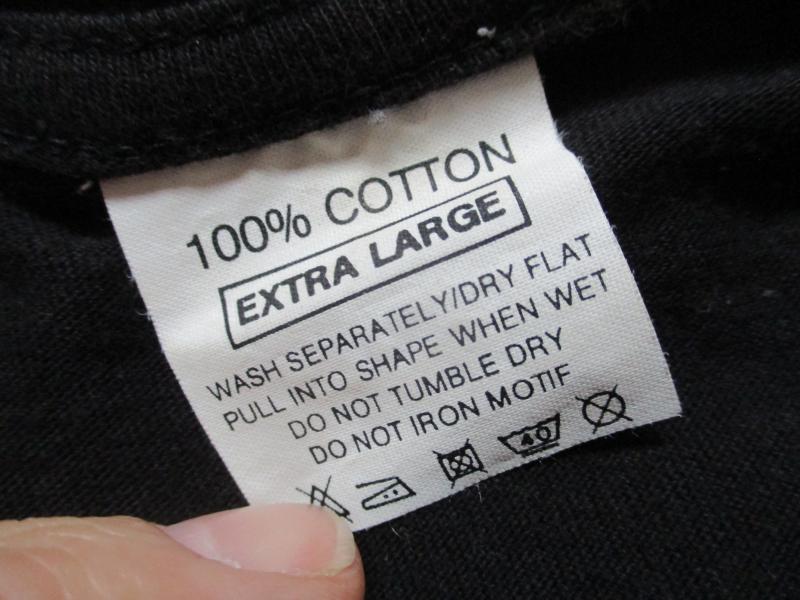 100% COTTON
EXTRA LARGE
WASH SEPARATELY/DRY FLAT
PULL INTO SHAPE WHEN WET
DO NOT TUMBLE DRY
DO NOT IRON MOTIF
40